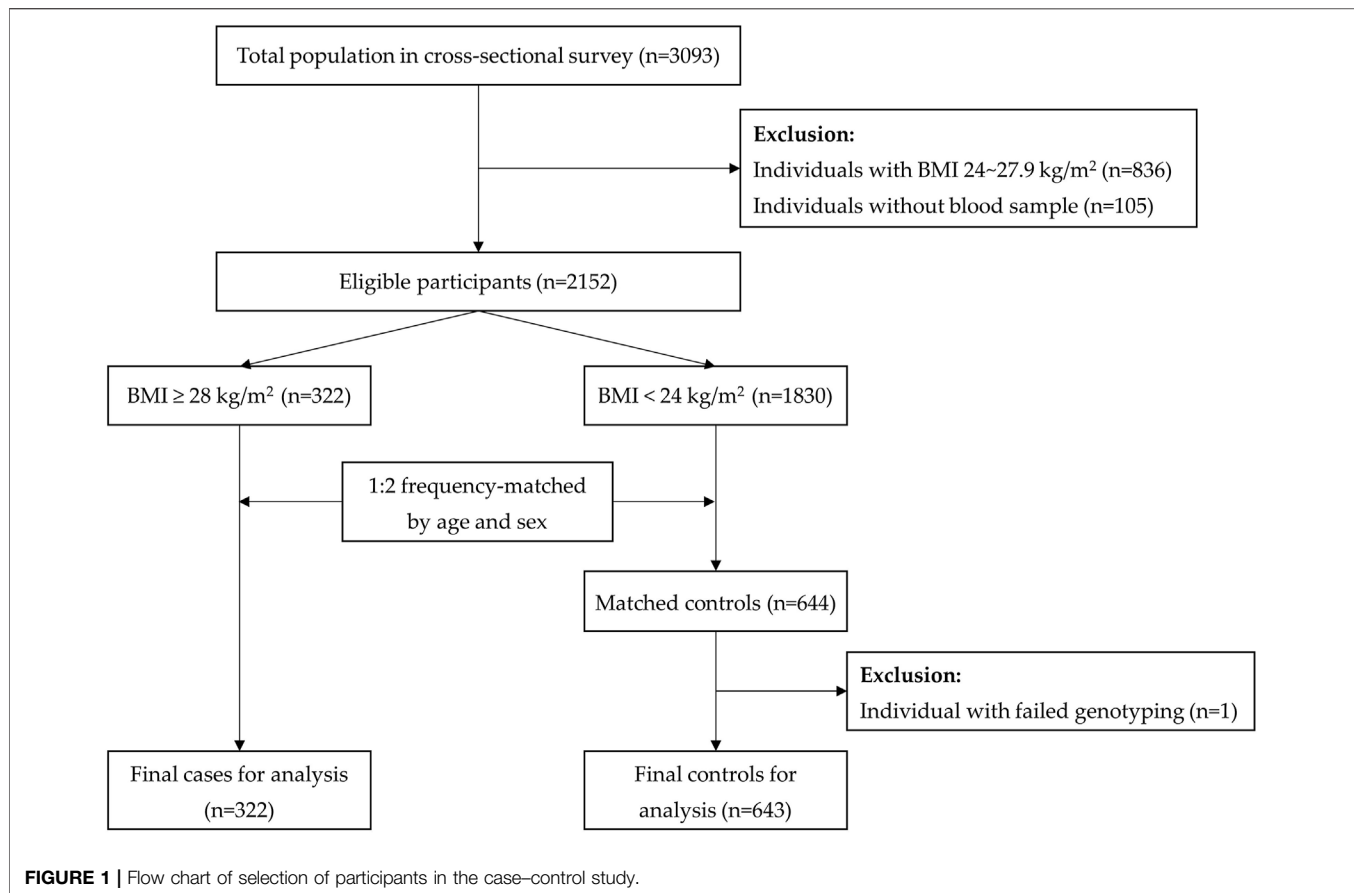 Total population in cross-sectional survey (n=3093)
Exclusion:
Individuals with BMI 24~27.9 kg/m² (n=836)
Individuals without blood sample (n=105)
Eligible participants (n=2152)
BMI ≥ 28 kg/m² (n=322)
BMI < 24 kg/m² (n=1830)
1:2 frequency-matched
by age and sex
Matched controls (n=644)
Exclusion:
Individual with failed genotyping (n=1)
Final cases for analysis
(n=322)
Final controls for
analysis (n=643)
FIGURE 1 | Flow chart of selection of participants in the case–control study.